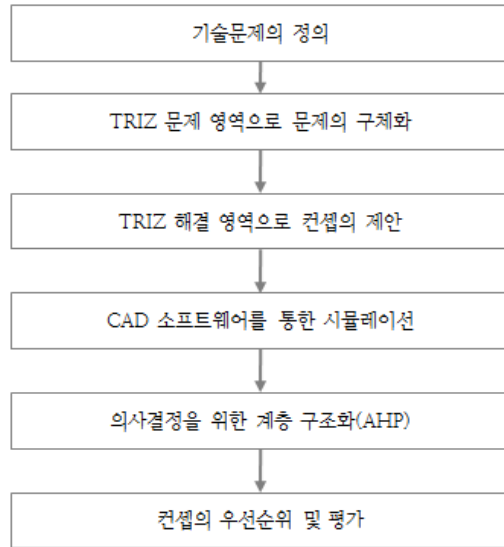 기술문제의 정의
TRIZ 문제 영역으로 문제의 구체화
TRIZ 해결 영역으로 컨셉의 제안
CAD 소프트웨어를 통한 시뮬레이션
의사결정을 위한 계층 구조화(AHP)
컨셉의 우선순위 및 평가